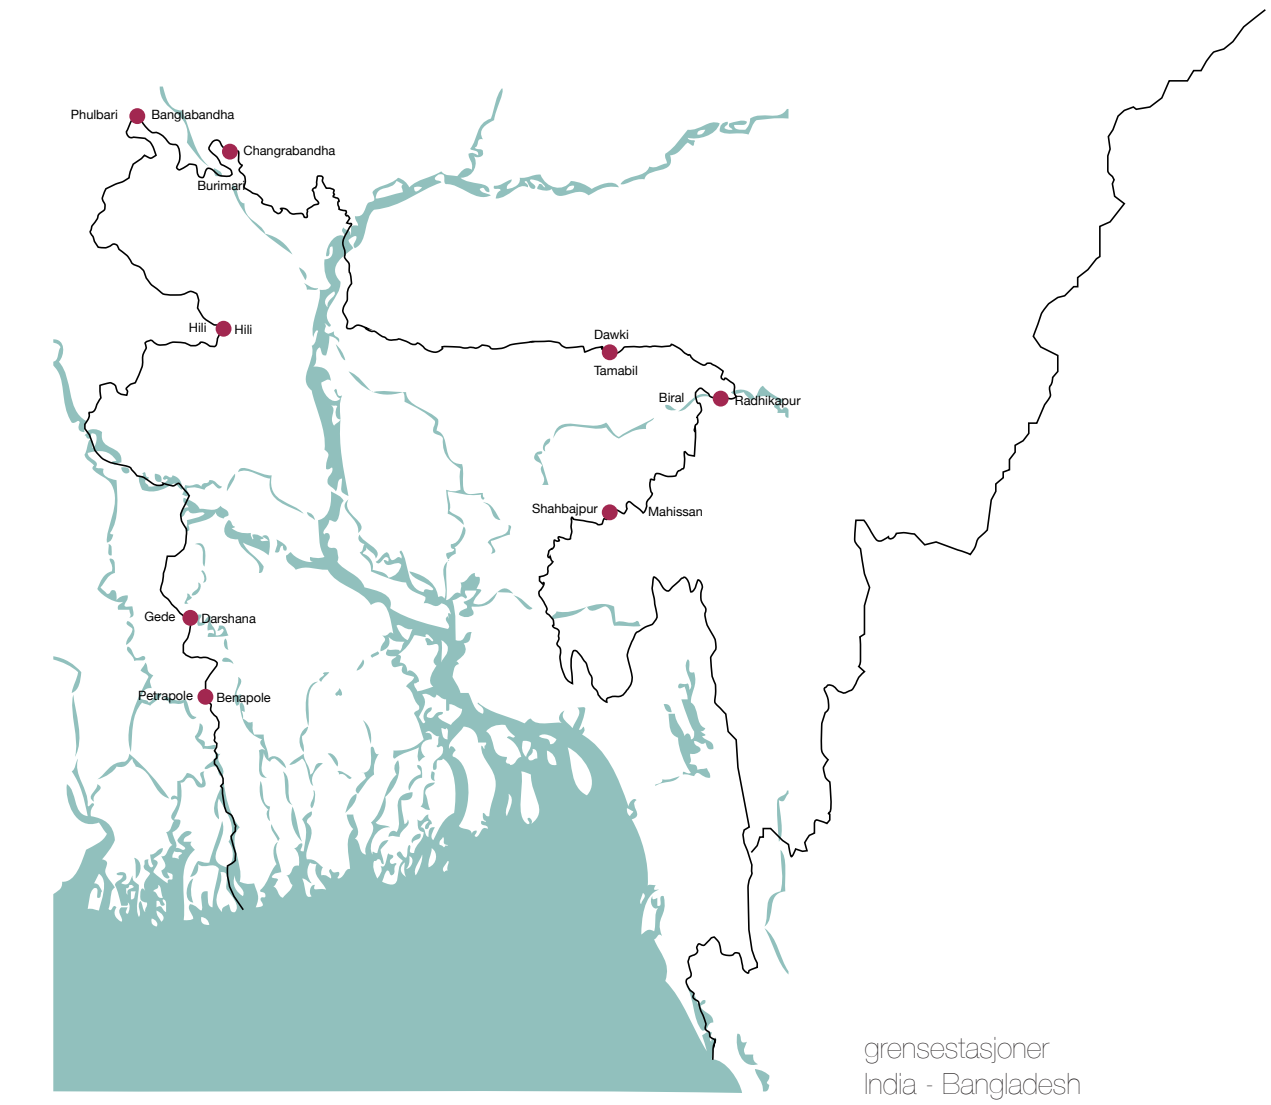 Phulbari
Banglabandha
Changrabandha
Burimari
Hili
Hili
Dawki
Tamabil
Biral
Radhikapur
Shahbajpur
Mahissan
Gede
Darshana
Petrapole
Benapole
grensestasjoner
India - Bangladesh